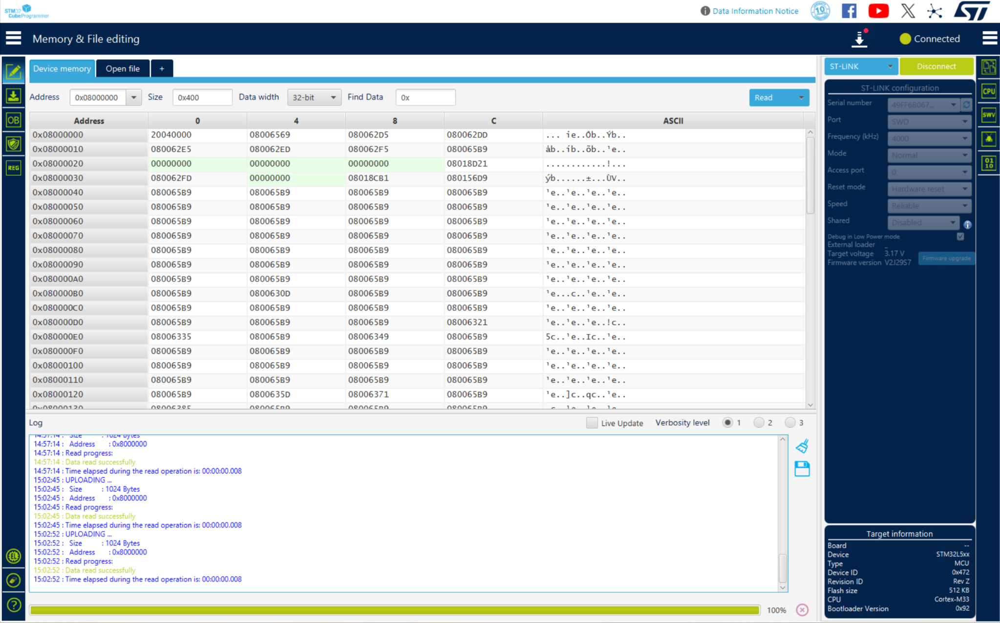 STM32
CubeProgrammer
Data Information Notice
10
ST
Memory & File editing
Connected
Device memory
Open file
+
ST-LINK
Disconnect
Address
0x08000000
Size
0x400
Data width
32-bit
Find Data
0x
Read
Address 0 4 8 C ASCII
0x08000000 20040000 08006569 080062D5 080062DD ... ie..Õb..Ýb..
0x08000010 080062E5 080062ED 080062F5 080065B9 åb..íb..õb..¹e..
0x08000020 00000000 00000000 00000000 08018D21 ............!...
0x08000030 080062FD 00000000 08018CB1 080156D9 ýb......±...ÙV..
0x08000040 080065B9 080065B9 080065B9 080065B9 ¹e..¹e..¹e..¹e..
0x08000050 080065B9 080065B9 080065B9 080065B9 ¹e..¹e..¹e..¹e..
0x08000060 080065B9 080065B9 080065B9 080065B9 ¹e..¹e..¹e..¹e..
0x08000070 080065B9 080065B9 080065B9 080065B9 ¹e..¹e..¹e..¹e..
0x08000080 080065B9 080065B9 080065B9 080065B9 ¹e..¹e..¹e..¹e..
0x08000090 080065B9 080065B9 080065B9 080065B9 ¹e..¹e..¹e..¹e..
0x080000A0 080065B9 080065B9 080065B9 080065B9 ¹e..¹e..¹e..¹e..
0x080000B0 080065B9 0800630D 080065B9 080065B9 ¹e...c..¹e..¹e..
0x080000C0 080065B9 080065B9 080065B9 080065B9 ¹e..¹e..¹e..¹e..
0x080000D0 080065B9 080065B9 080065B9 08006321 ¹e..¹e..¹e..!c..
0x080000E0 08006335 080065B9 08006349 080065B9 5c..¹e..Ic..¹e..
0x080000F0 080065B9 080065B9 080065B9 080065B9 ¹e..¹e..¹e..¹e..
0x08000100 080065B9 080065B9 080065B9 080065B9 ¹e..¹e..¹e..¹e..
0x08000110 080065B9 080065B9 080065B9 080065B9 ¹e..¹e..¹e..¹e..
0x08000120 080065B9 0800635D 08006371 080065B9 ¹e..]c..qc..¹e..
0x08000130 08006385 080065B9 080065B9 080065B9
Log
Live Update
Verbosity level
1
2
3
14:57:14 : Size : 1024 Bytes
14:57:14 : Address : 0x8000000
14:57:14 : Read progress:
14:57:14 : Data read successfully
14:57:14 : Time elapsed during the read operation is: 00:00:00.008
15:02:45 : UPLOADING ...
15:02:45 : Size : 1024 Bytes
15:02:45 : Address : 0x8000000
15:02:45 : Read progress:
15:02:45 : Data read successfully
15:02:45 : Time elapsed during the read operation is: 00:00:00.008
15:02:52 : UPLOADING ...
15:02:52 : Size : 1024 Bytes
15:02:52 : Address : 0x8000000
15:02:52 : Read progress:
15:02:52 : Data read successfully
15:02:52 : Time elapsed during the read operation is: 00:00:00.008
100%
OB
REG
EL
?
ST-LINK configuration
Serial number 49FF6B067...
Port SWD
Frequency (kHz) 4000
Mode Normal
Access port 0
Reset mode Hardware reset
Speed Reliable
Shared Disabled
Debug in Low Power mode
External loader _
Target voltage 3.17 V
Firmware version V2J29S7
Firmware upgrade
Target information
Board --
Device STM32L5xx
Type MCU
Device ID 0x472
Revision ID Rev Z
Flash size 512 KB
CPU Cortex-M33
Bootloader Version 0x92
CPU
SWV
01
10